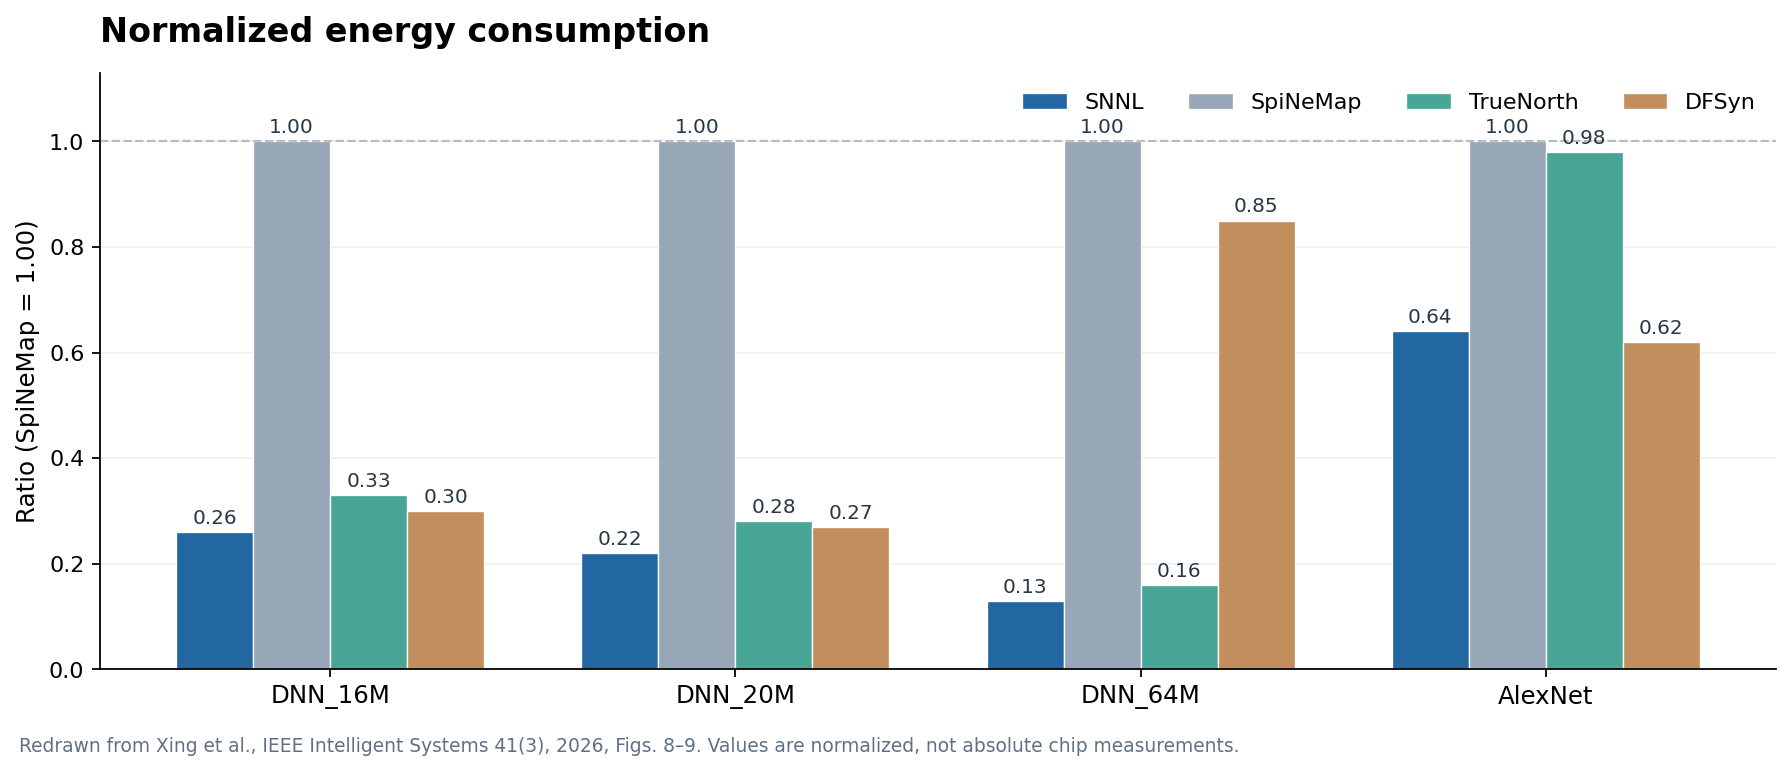 Normalized energy consumption
SNNL SpiNeMap TrueNorth DFSyn
Ratio (SpiNeMap = 1.00)
1.0
0.8
0.6
0.4
0.2
0.0
0.26 1.00 0.33 0.30
0.22 1.00 0.28 0.27
0.13 1.00 0.16 0.85
0.64 1.00 0.98 0.62
DNN_16M DNN_20M DNN_64M AlexNet
Redrawn from Xing et al., IEEE Intelligent Systems 41(3), 2026, Figs. 8–9. Values are normalized, not absolute chip measurements.